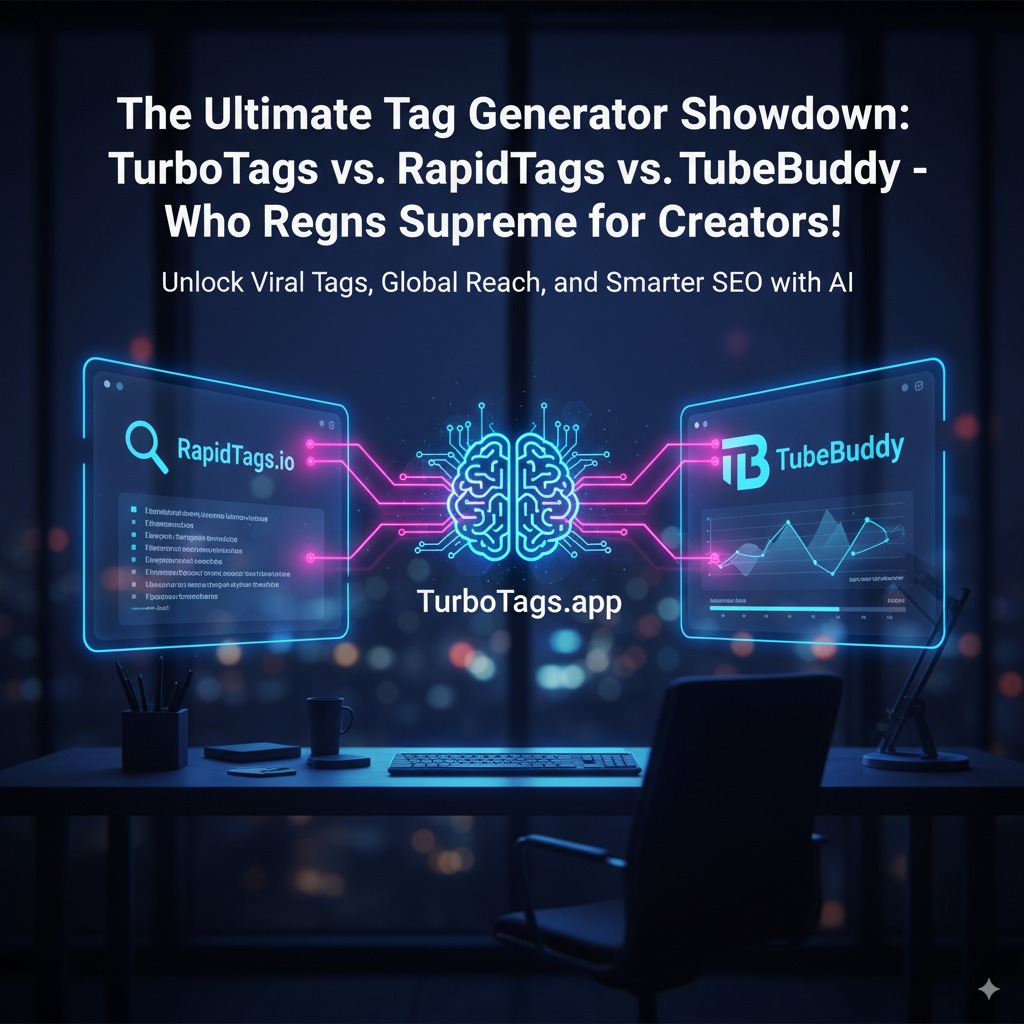 The Ultimate Tag Generator Showdown:
TurboTags vs. RapidTags vs. TubeBuddy -
Who Regns Supreme for Creators!
Unlock Viral Tags, Global Reach, and Smarter SEO with AI
RapidTags.io
TB TubeBuddy
TurboTags.app